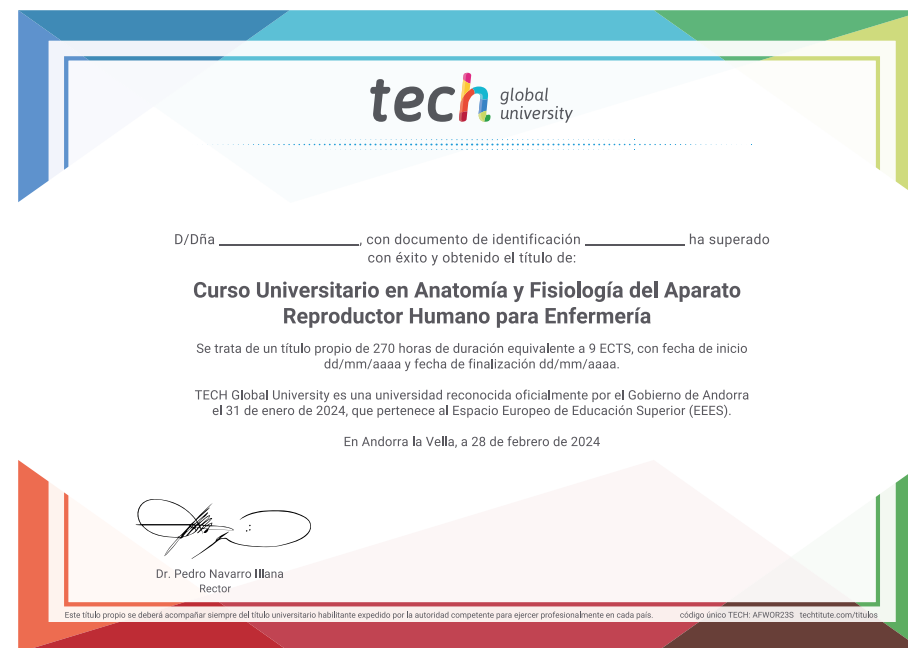 tech global university
D/Dña ____________________, con documento de identificación ______________ ha superado
con éxito y obtenido el título de:
Curso Universitario en Anatomía y Fisiología del Aparato
Reproductor Humano para Enfermería
Se trata de un título propio de 270 horas de duración equivalente a 9 ECTS, con fecha de inicio
dd/mm/aaaa y fecha de finalización dd/mm/aaaa.
TECH Global University es una universidad reconocida oficialmente por el Gobierno de Andorra
el 31 de enero de 2024, que pertenece al Espacio Europeo de Educación Superior (EEES).
En Andorra la Vella, a 28 de febrero de 2024
Dr. Pedro Navarro Illana
Rector
Este título propio se deberá acompañar siempre del título universitario habilitante expedido por la autoridad competente para ejercer profesionalmente en cada país. código único TECH: AFWOR23S techtitute.com/titulos